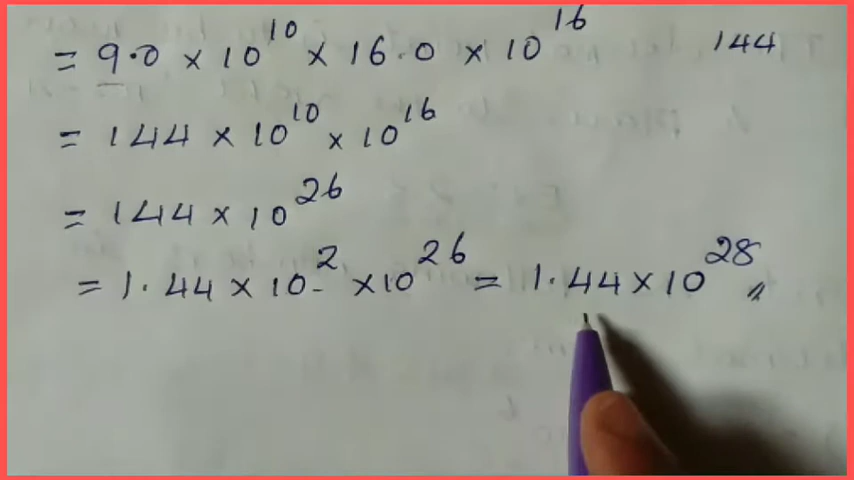 = 9.0 × 10^10 × 16.0 × 10^16 144
= 144 × 10^10 × 10^16
= 144 × 10^26
= 1.44 × 10^2 × 10^26 = 1.44 × 10^28 〃